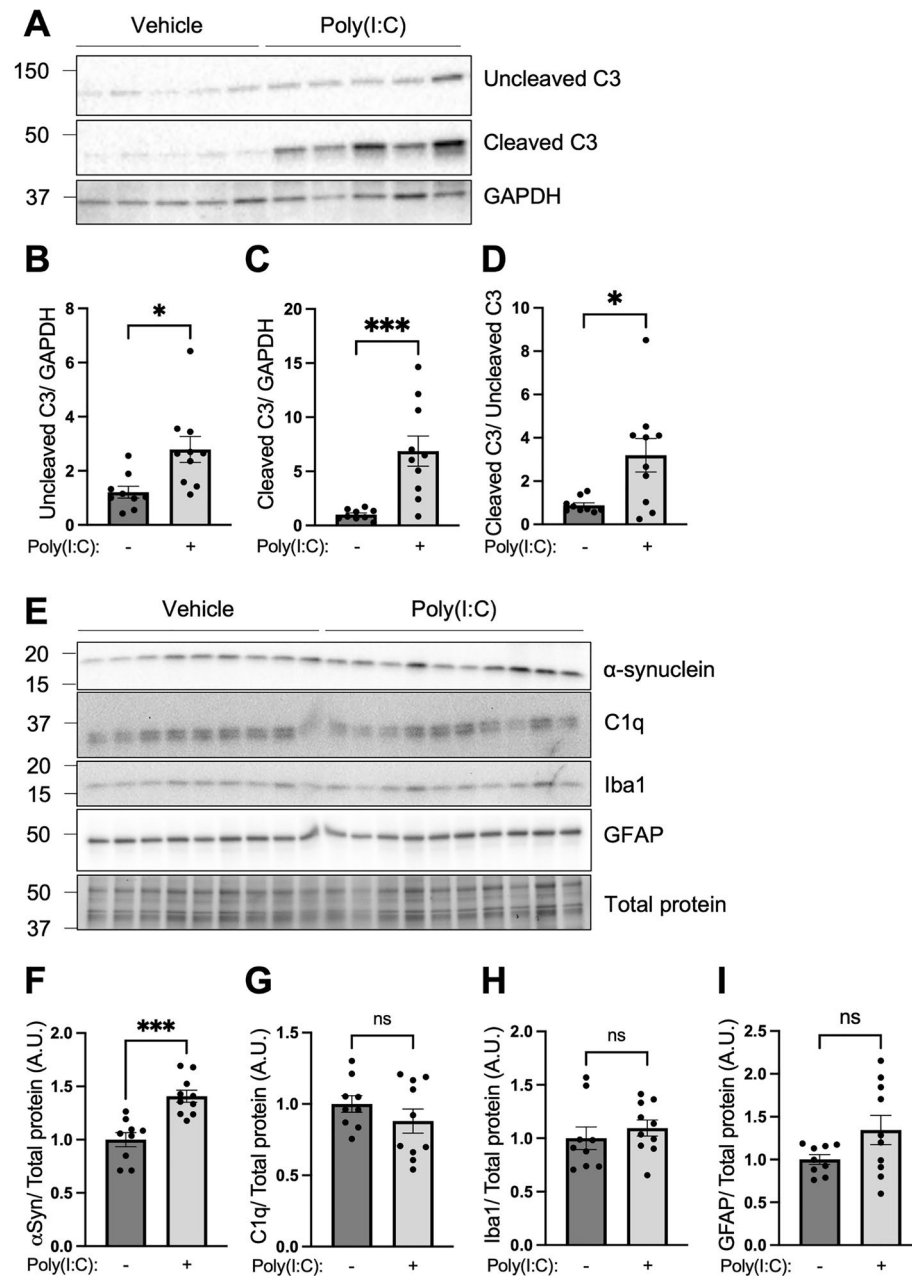 A
Vehicle Poly(I:C)
150
Uncleaved C3
50
Cleaved C3
37
GAPDH
B
C
D
Uncleaved C3/ GAPDH
8
6
4
2
0
*
Poly(I:C): - +
Cleaved C3/ GAPDH
20
15
10
5
0
***
Poly(I:C): - +
Cleaved C3/ Uncleaved C3
10
8
6
4
2
0
*
Poly(I:C): - +
E
Vehicle Poly(I:C)
20
15
α-synuclein
37
C1q
20
15
Iba1
50
GFAP
50
37
Total protein
F
G
H
I
αSyn/ Total protein (A.U.)
2.0
1.5
1.0
0.5
0.0
***
Poly(I:C): - +
C1q/ Total protein (A.U.)
1.5
1.0
0.5
0.0
ns
Poly(I:C): - +
Iba1/ Total protein (A.U.)
2.0
1.5
1.0
0.5
0.0
ns
Poly(I:C): - +
GFAP/ Total protein (A.U.)
2.5
2.0
1.5
1.0
0.5
0.0
ns
Poly(I:C): - +